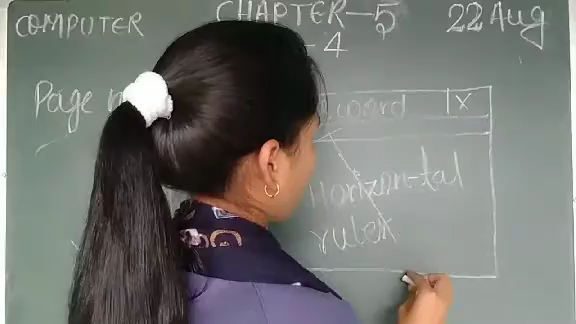 COMPUTER CHAPTER-5 22 Aug
-4
Page
word X
Horizon-tal
ruler